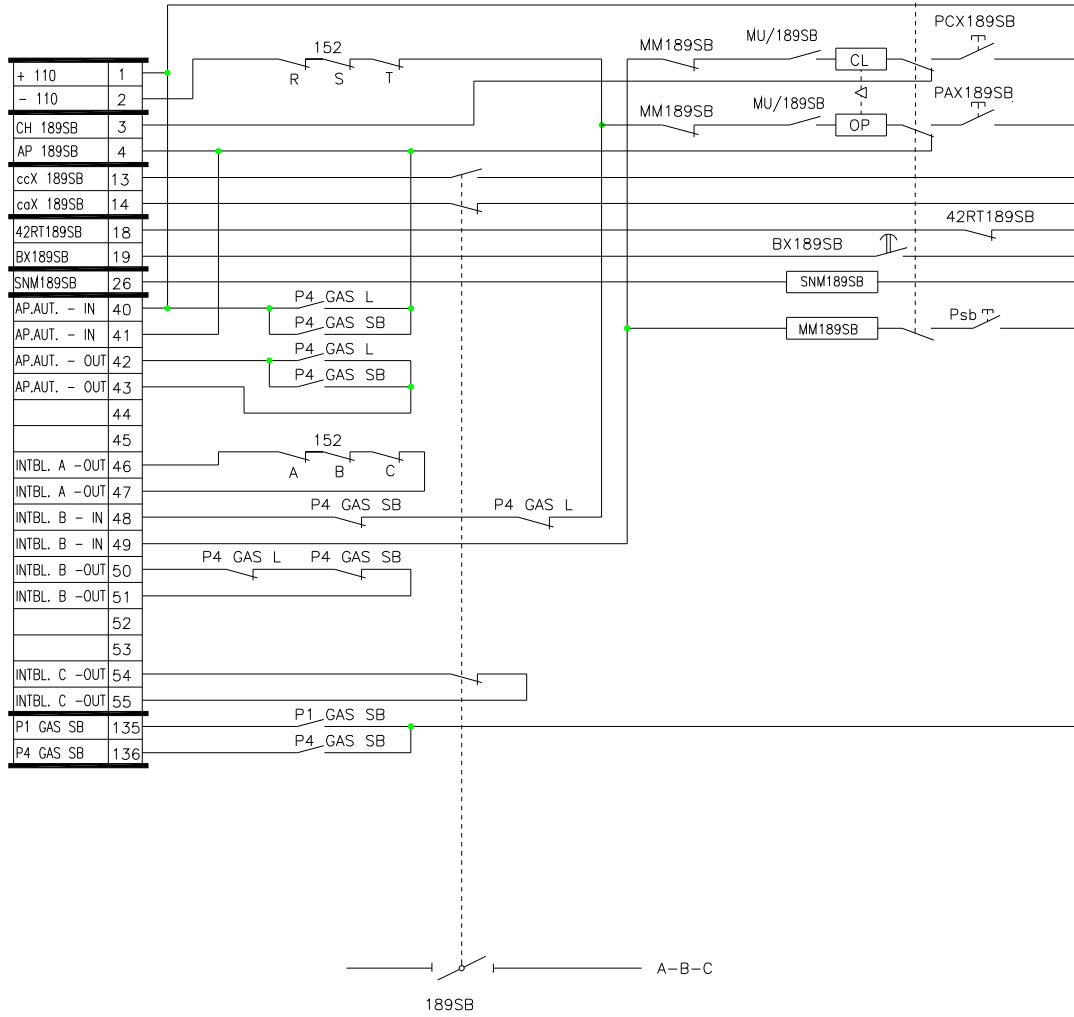 PCX189SB
152
MM189SB
MU/189SB
CL
R S T
+ 110 1
- 110 2
PAX189SB
MM189SB
MU/189SB
OP
CH 189SB 3
AP 189SB 4
ccX 189SB 13
caX 189SB 14
42RT189SB 18
42RT189SB
BX189SB 19
BX189SB
SNM189SB 26
SNM189SB
AP.AUT. - IN 40
P4 GAS L
P4 GAS SB
MM189SB
Psb
AP.AUT. - IN 41
AP.AUT. - OUT 42
P4 GAS L
P4 GAS SB
AP.AUT. - OUT 43
44
45
152
INTBL. A -OUT 46
A B C
INTBL. A -OUT 47
INTBL. B - IN 48
P4 GAS SB
P4 GAS L
INTBL. B - IN 49
INTBL. B -OUT 50
P4 GAS L
P4 GAS SB
INTBL. B -OUT 51
52
53
INTBL. C -OUT 54
INTBL. C -OUT 55
P1 GAS SB 135
P1 GAS SB
P4 GAS SB 136
P4 GAS SB
A-B-C
189SB